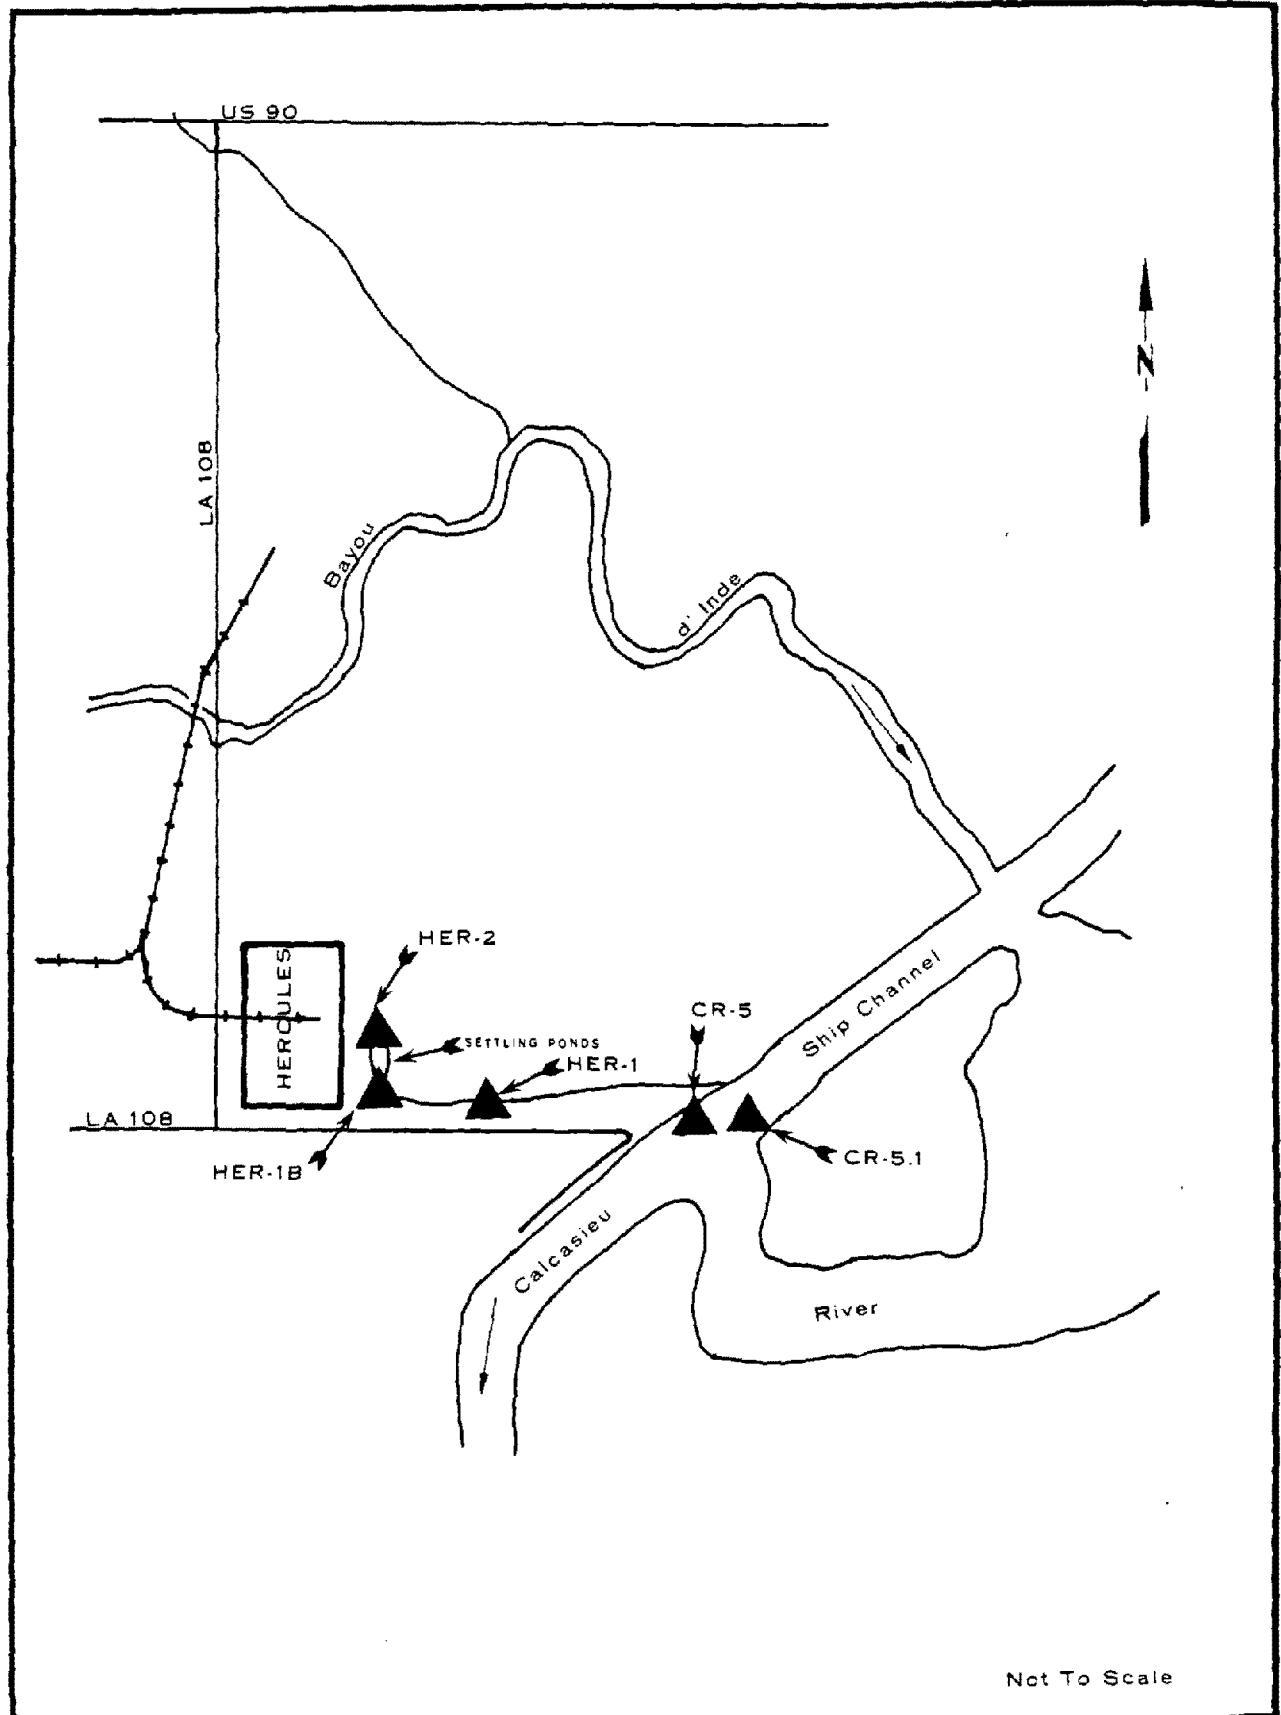 US 90
N
LA 108
Bayou
d' Inde
HER-2
HERCULES
Ship Channel
CR-5
SETTLING PONDS
HER-1
LA 108
HER-1B
CR-5.1
Calcasieu
River
Not To Scale